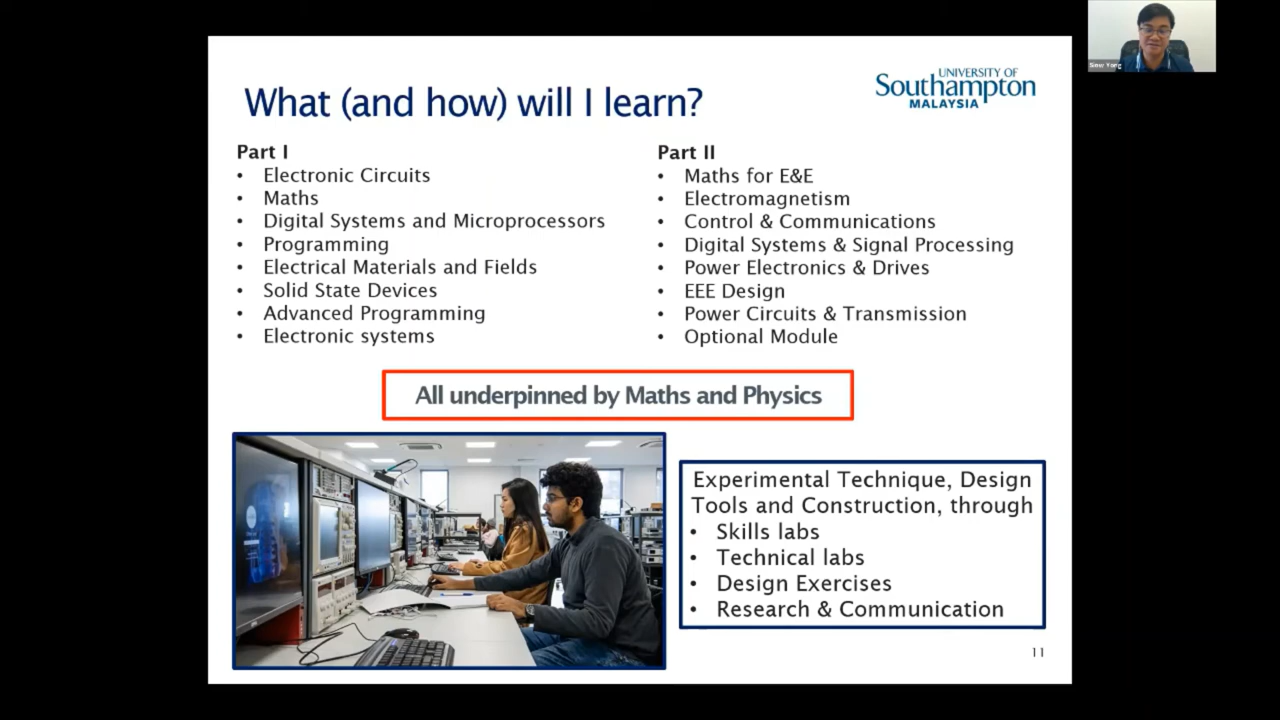 What (and how) will I learn?
UNIVERSITY OF
Southampton
MALAYSIA
Part I
• Electronic Circuits
• Maths
• Digital Systems and Microprocessors
• Programming
• Electrical Materials and Fields
• Solid State Devices
• Advanced Programming
• Electronic systems
Part II
• Maths for E&E
• Electromagnetism
• Control & Communications
• Digital Systems & Signal Processing
• Power Electronics & Drives
• EEE Design
• Power Circuits & Transmission
• Optional Module
All underpinned by Maths and Physics
Experimental Technique, Design
Tools and Construction, through
• Skills labs
• Technical labs
• Design Exercises
• Research & Communication
11